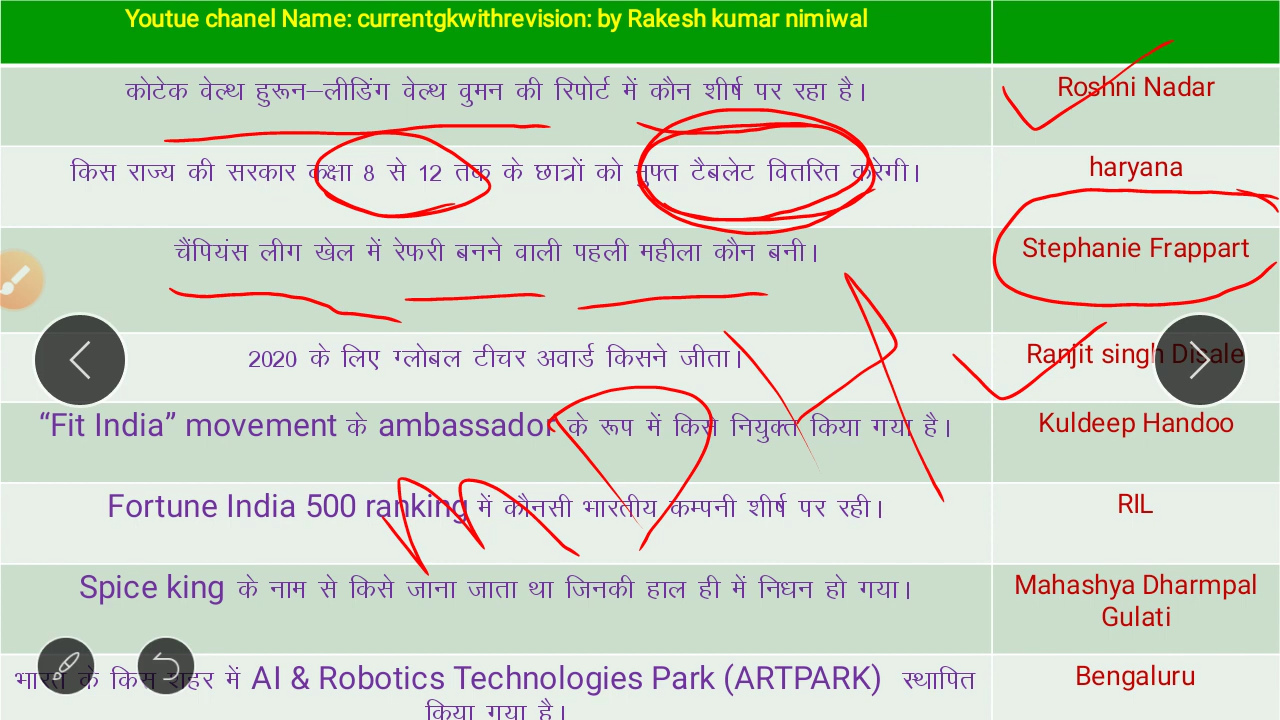 Youtue chanel Name: currentgkwithrevision: by Rakesh kumar nimiwal
कोटेक वेल्थ हुरून–लीडिंग वेल्थ वुमन की रिपोर्ट में कौन शीर्ष पर रहा है। Roshni Nadar
किस राज्य की सरकार कक्षा 8 से 12 तक के छात्रों को मुफ्त टैबलेट वितरित करेगी। haryana
चैंपियंस लीग खेल में रेफरी बनने वाली पहली महीला कौन बनी। Stephanie Frappart
2020 के लिए ग्लोबल टीचर अवार्ड किसने जीता। Ranjit singh Disale
“Fit India” movement के ambassador के रूप में किसे नियुक्त किया गया है। Kuldeep Handoo
Fortune India 500 ranking में कौनसी भारतीय कम्पनी शीर्ष पर रही। RIL
Spice king के नाम से किसे जाना जाता था जिनकी हाल ही में निधन हो गया। Mahashya Dharmpal
Gulati
भारत के किस शहर में AI & Robotics Technologies Park (ARTPARK) स्थापित Bengaluru
किया गया है।
MDH